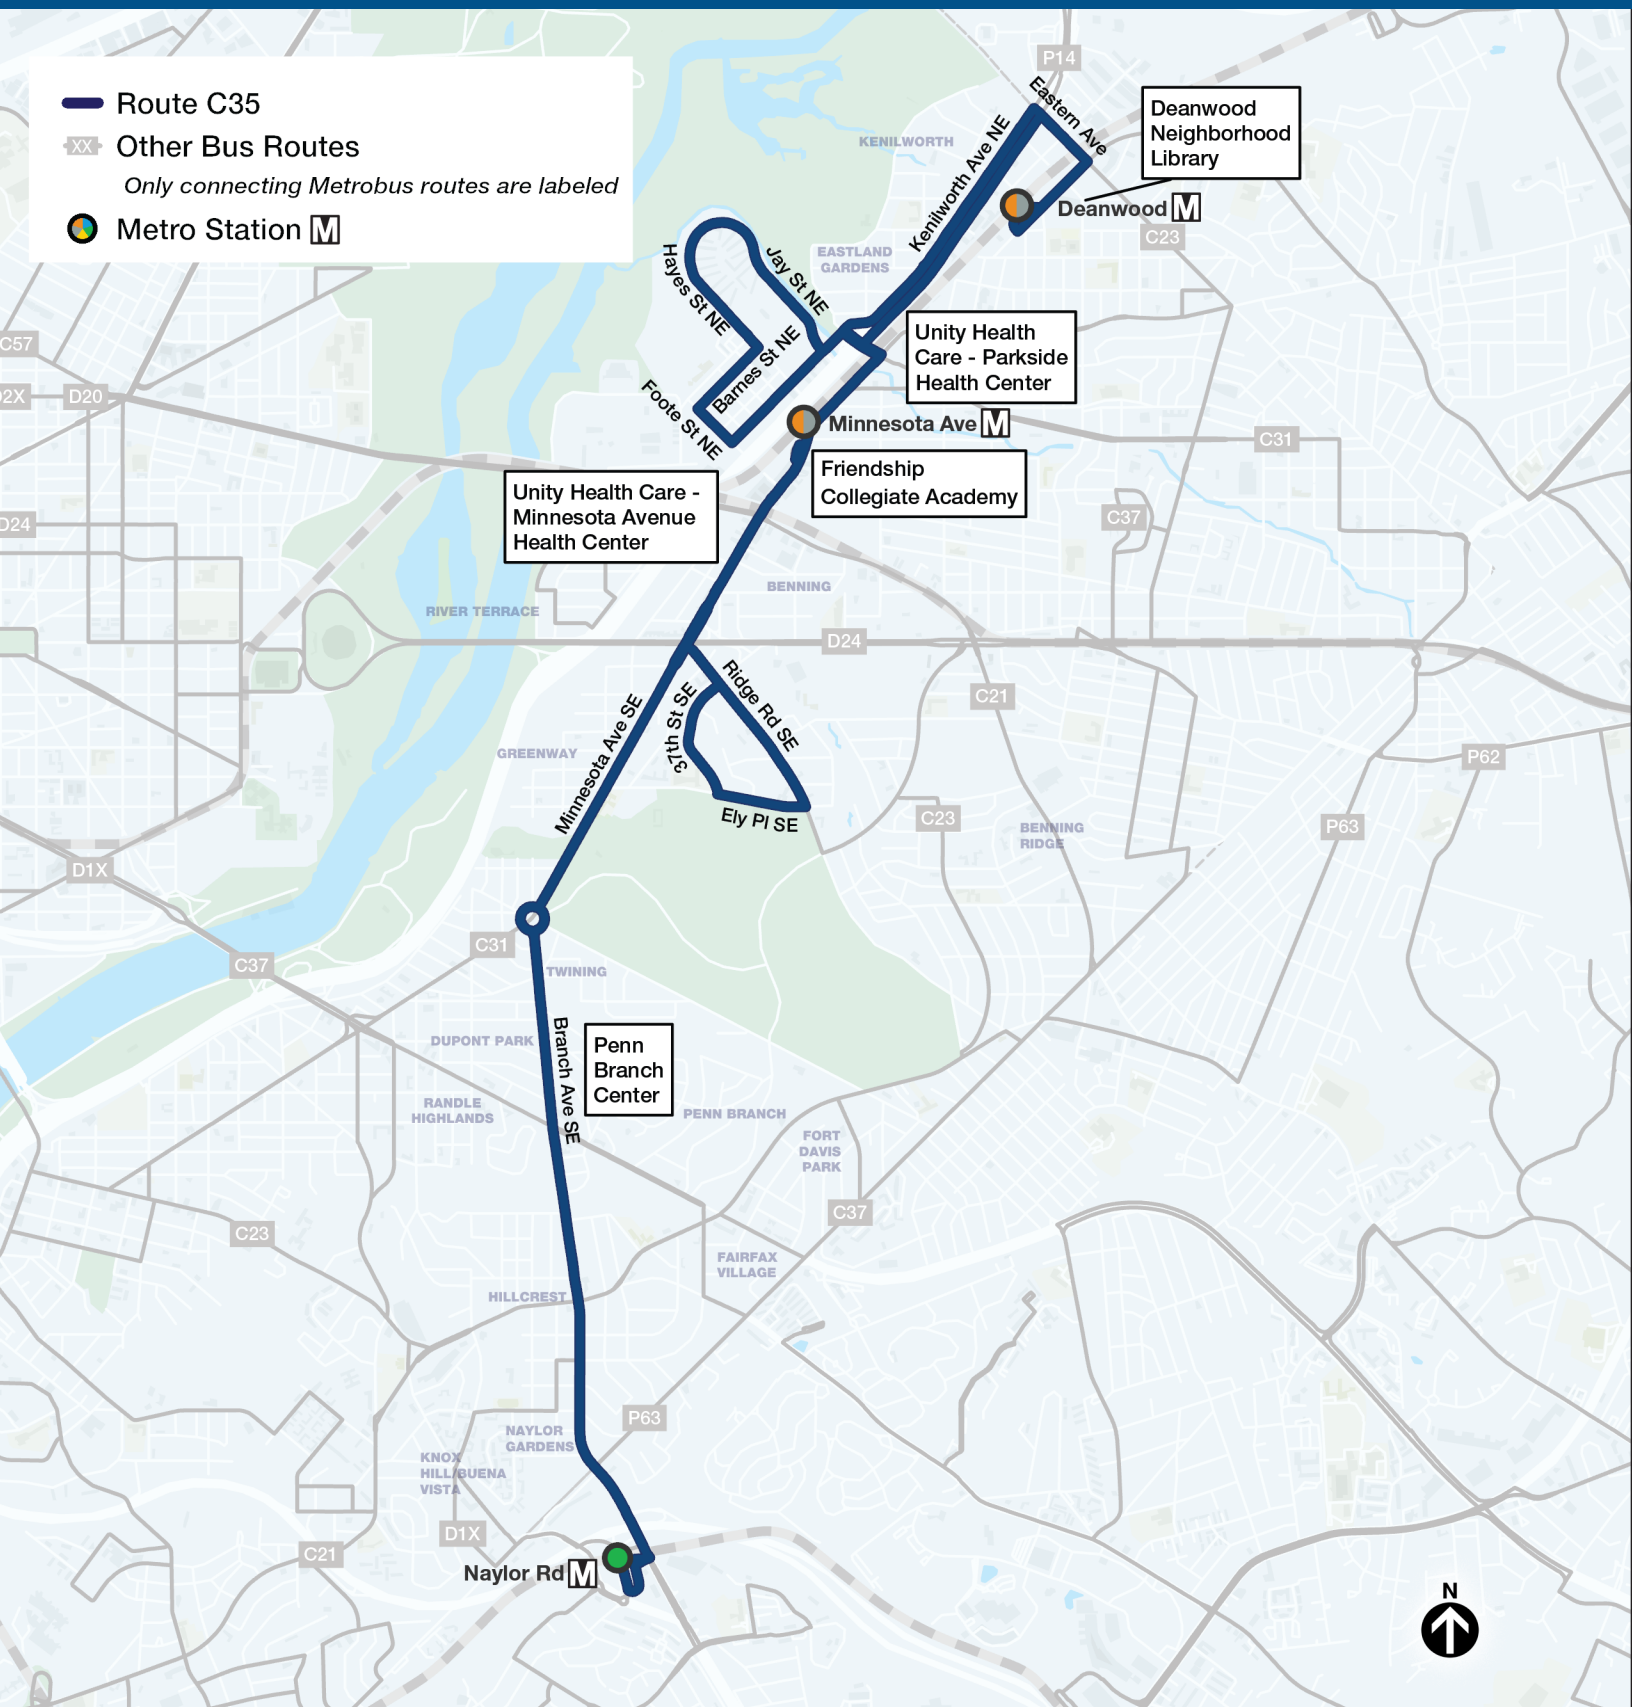 Route C35
XX Other Bus Routes
Only connecting Metrobus routes are labeled
Metro Station M
P14
Eastern Ave
Deanwood
Neighborhood
Library
KENILWORTH
Kenilworth Ave NE
Deanwood M
C23
EASTLAND
GARDENS
Hayes St NE
Jay St NE
Unity Health
Care - Parkside
Health Center
C57
Barnes St NE
Foote St NE
2X
D20
Minnesota Ave M
C31
Friendship
Collegiate Academy
Unity Health Care -
Minnesota Avenue
Health Center
D24
C37
BENNING
RIVER TERRACE
D24
Ridge Rd SE
37th St SE
C21
Minnesota Ave SE
GREENWAY
P62
Ely Pl SE
C23
BENNING
RIDGE
P63
D1X
C31
C37
TWINING
Branch Ave SE
DUPONT PARK
Penn
Branch
Center
RANDLE
HIGHLANDS
PENN BRANCH
FORT
DAVIS
PARK
C37
C23
FAIRFAX
VILLAGE
HILLCREST
P63
NAYLOR
GARDENS
KNOX
HILL/BUENA
VISTA
D1X
C21
Naylor Rd M
N